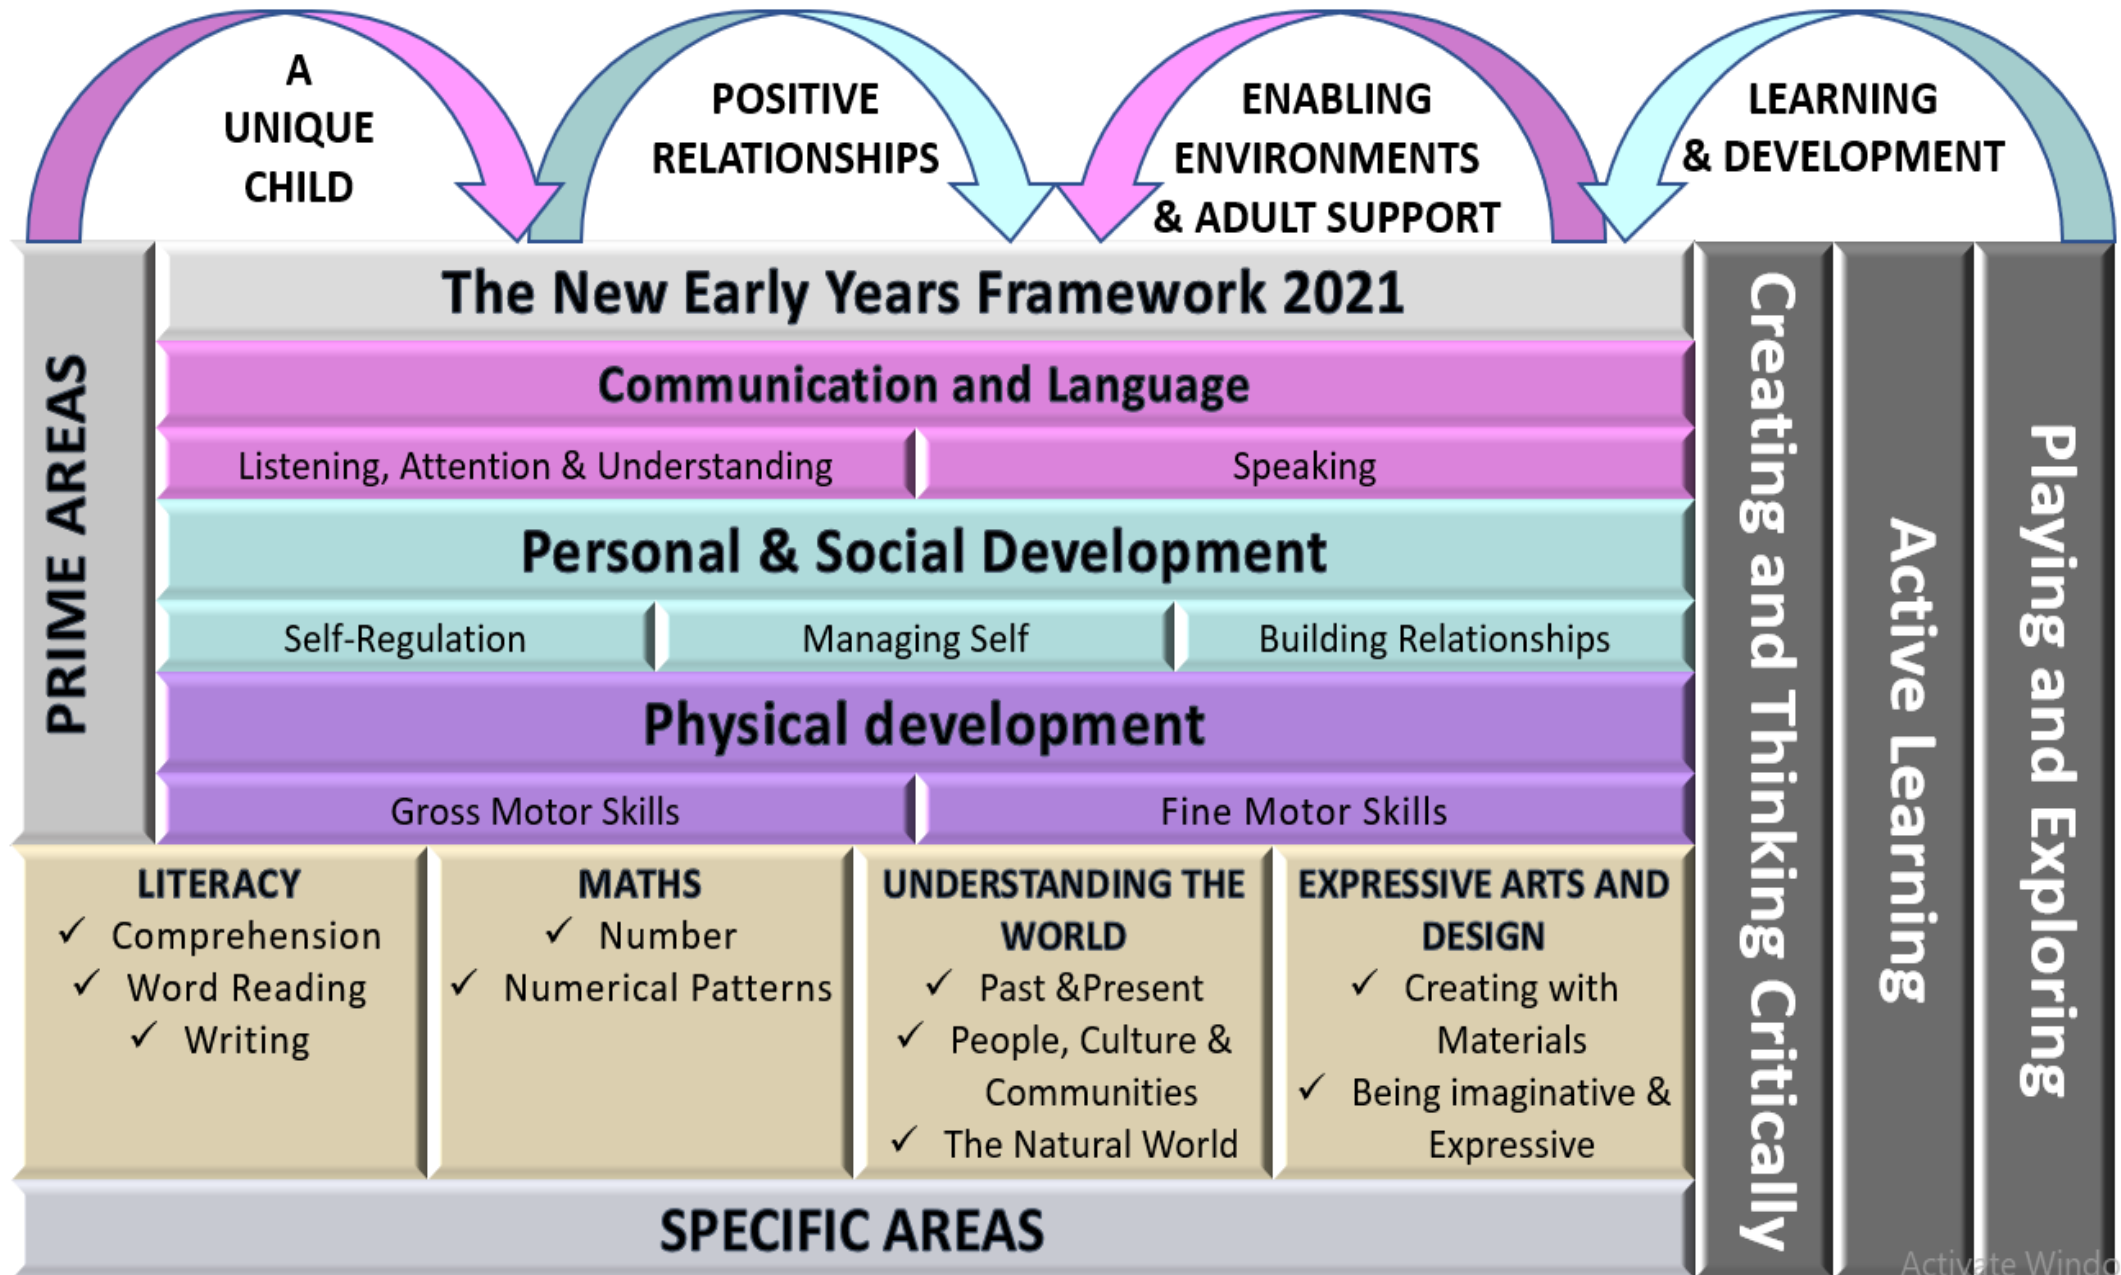 A
UNIQUE
CHILD
POSITIVE
RELATIONSHIPS
ENABLING
ENVIRONMENTS
& ADULT SUPPORT
LEARNING
& DEVELOPMENT
PRIME AREAS
The New Early Years Framework 2021
Communication and Language
Listening, Attention & Understanding
Speaking
Personal & Social Development
Self-Regulation
Managing Self
Building Relationships
Physical development
Gross Motor Skills
Fine Motor Skills
LITERACY
✓ Comprehension
✓ Word Reading
✓ Writing
MATHS
✓ Number
✓ Numerical Patterns
UNDERSTANDING THE
WORLD
✓ Past &Present
✓ People, Culture &
Communities
✓ The Natural World
EXPRESSIVE ARTS AND
DESIGN
✓ Creating with
Materials
✓ Being imaginative &
Expressive
SPECIFIC AREAS
Creating and Thinking Critically
Active Learning
Playing and Exploring
Activate Windo